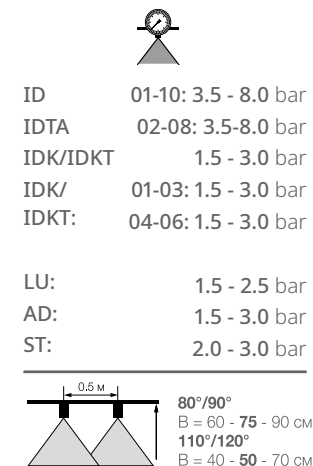 ID 01-10: 3.5 - 8.0 bar
IDTA 02-08: 3.5-8.0 bar
IDK/IDKT 1.5 - 3.0 bar
IDK/ 01-03: 1.5 - 3.0 bar
IDKT: 04-06: 1.5 - 3.0 bar
LU: 1.5 - 2.5 bar
AD: 1.5 - 3.0 bar
ST: 2.0 - 3.0 bar
0.5 м
80°/90°
B = 60 - 75 - 90 см
110°/120°
B = 40 - 50 - 70 см